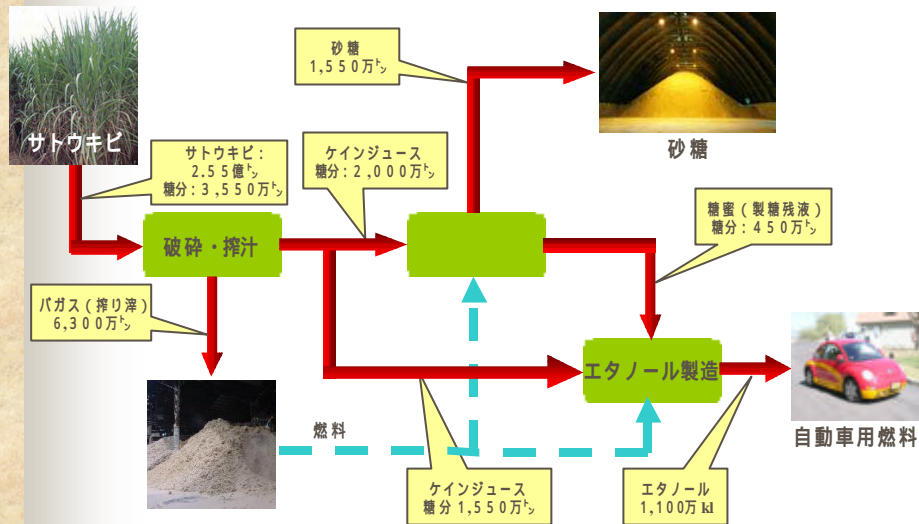 砂糖
1,550万㌧
サトウキビ
砂糖
サトウキビ:
2.55億㌧
糖分:3,550万㌧
ケインジュース
糖分:2,000万㌧
糖蜜(製糖残液)
糖分:450万㌧
破砕・搾汁
バガス(搾り滓)
6,300万㌧
エタノール製造
燃料
自動車用燃料
ケインジュース
糖分1,550万㌧
エタノール
1,100万kl